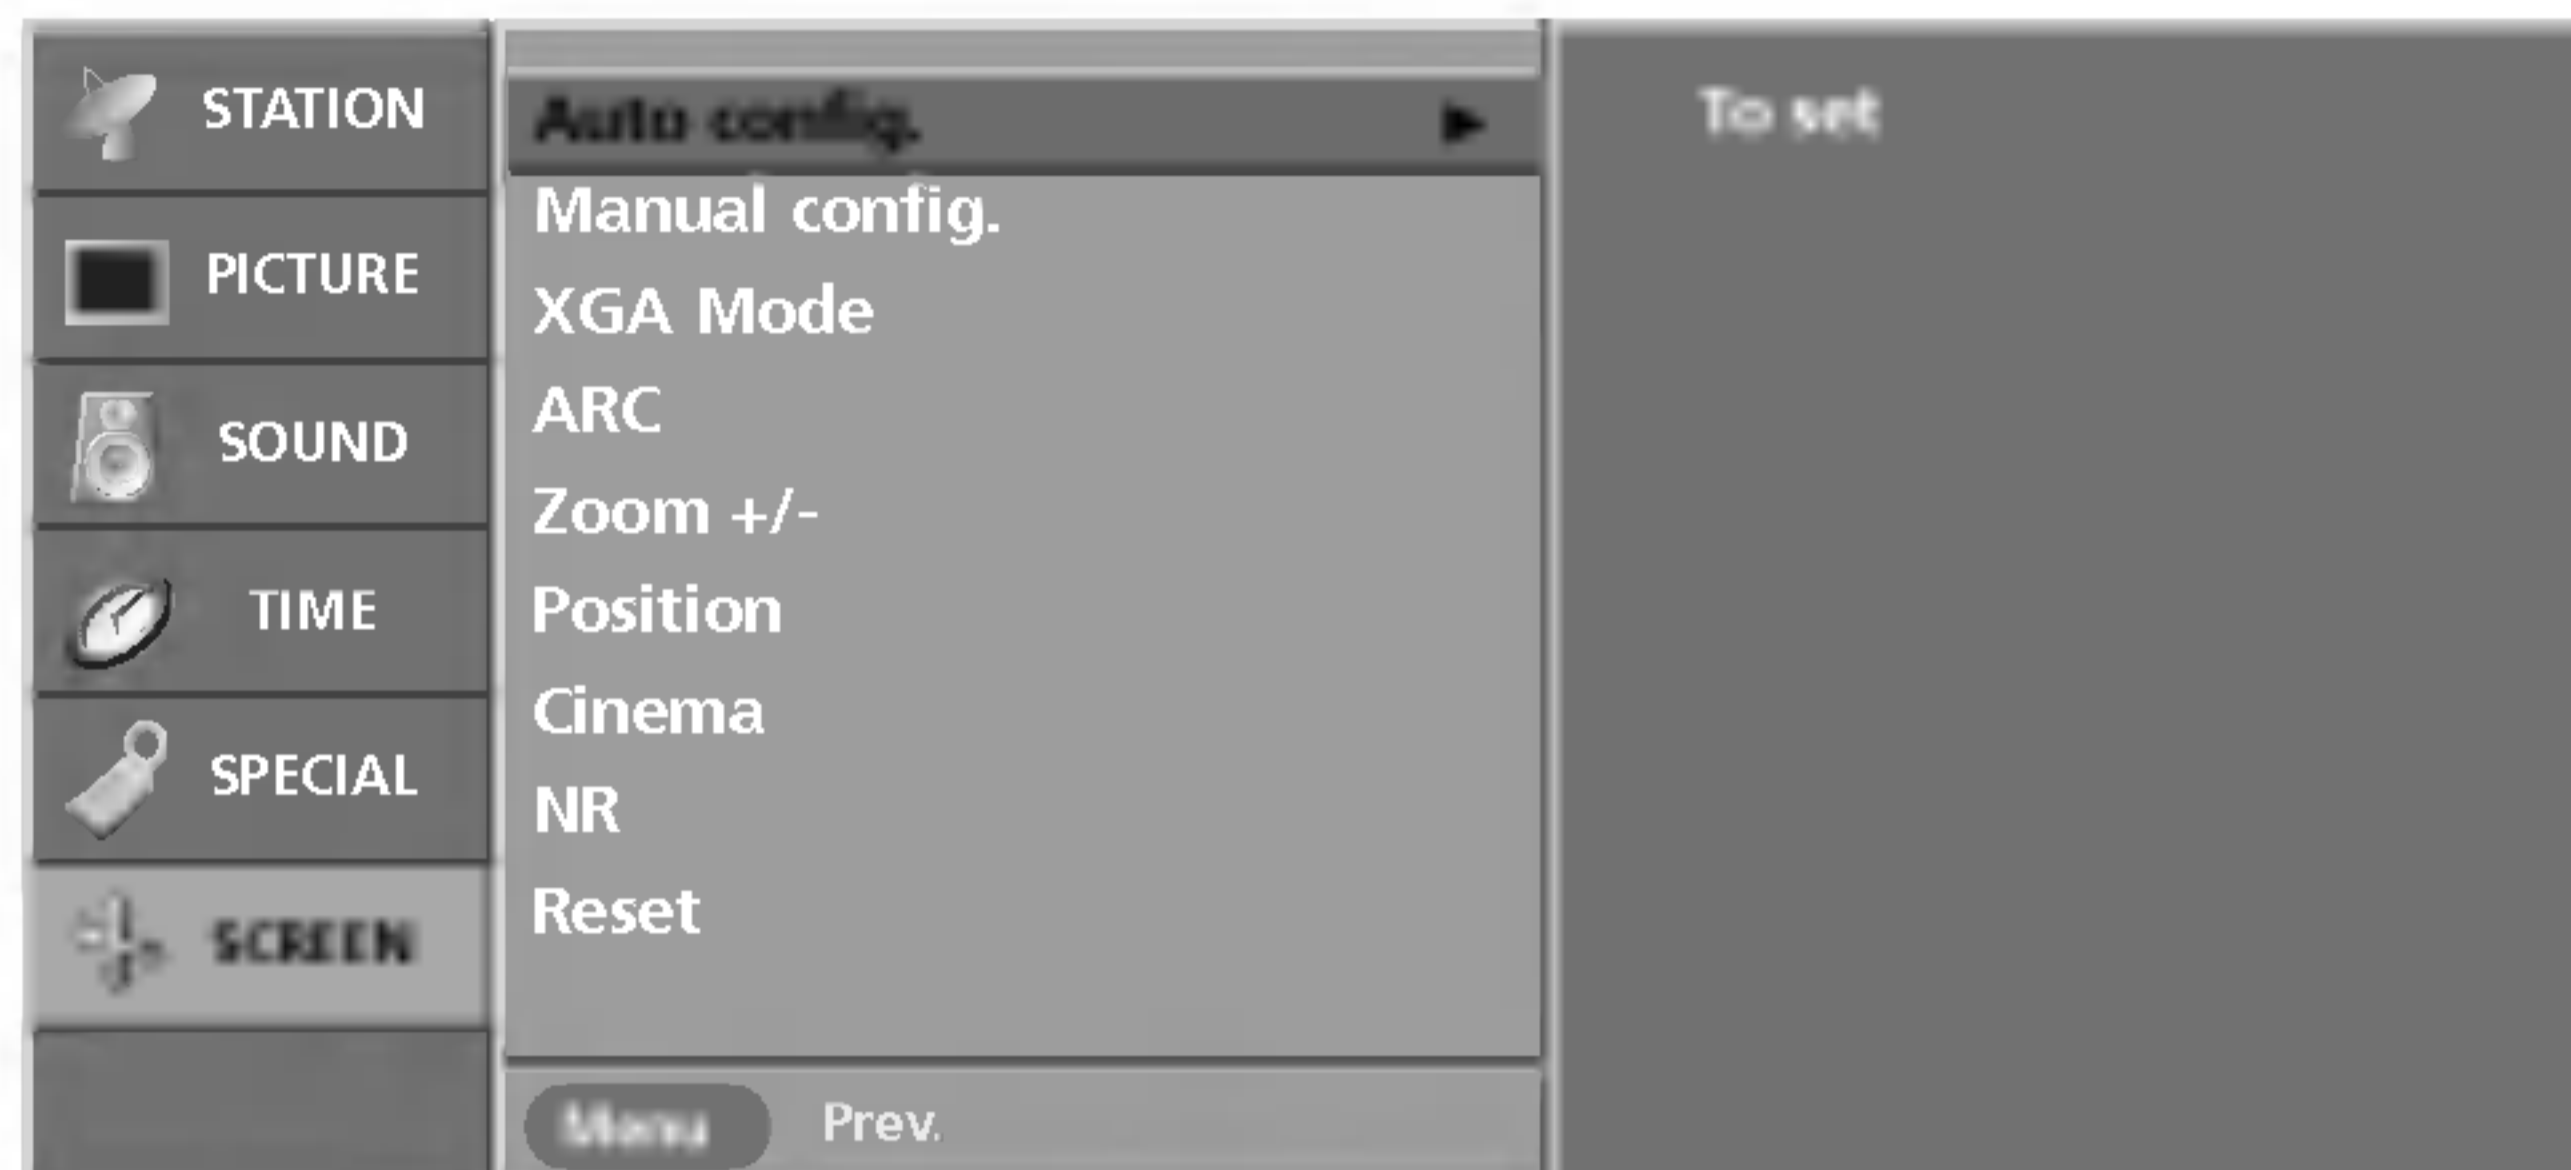 STATION
PICTURE
SOUND
TIME
SPECIAL
SCREEN
Auto config.
Manual config.
XGA Mode
ARC
Zoom +/-
Position
Cinema
NR
Reset
Menu Prev.
To set